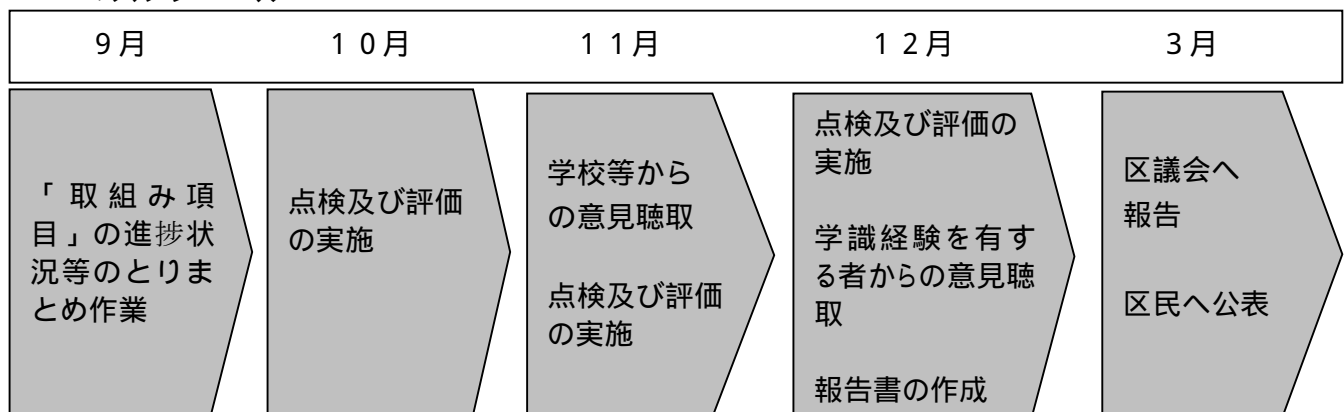 9月
10月
11月
12月
3月
「取組み項
目」の進捗状
況等のとりま
とめ作業
点検及び評価
の実施
学校等から
の意見聴取
点検及び評価
の実施
点検及び評価の
実施
学識経験を有す
る者からの意見聴
取
報告書の作成
区議会へ
報告
区民へ公表